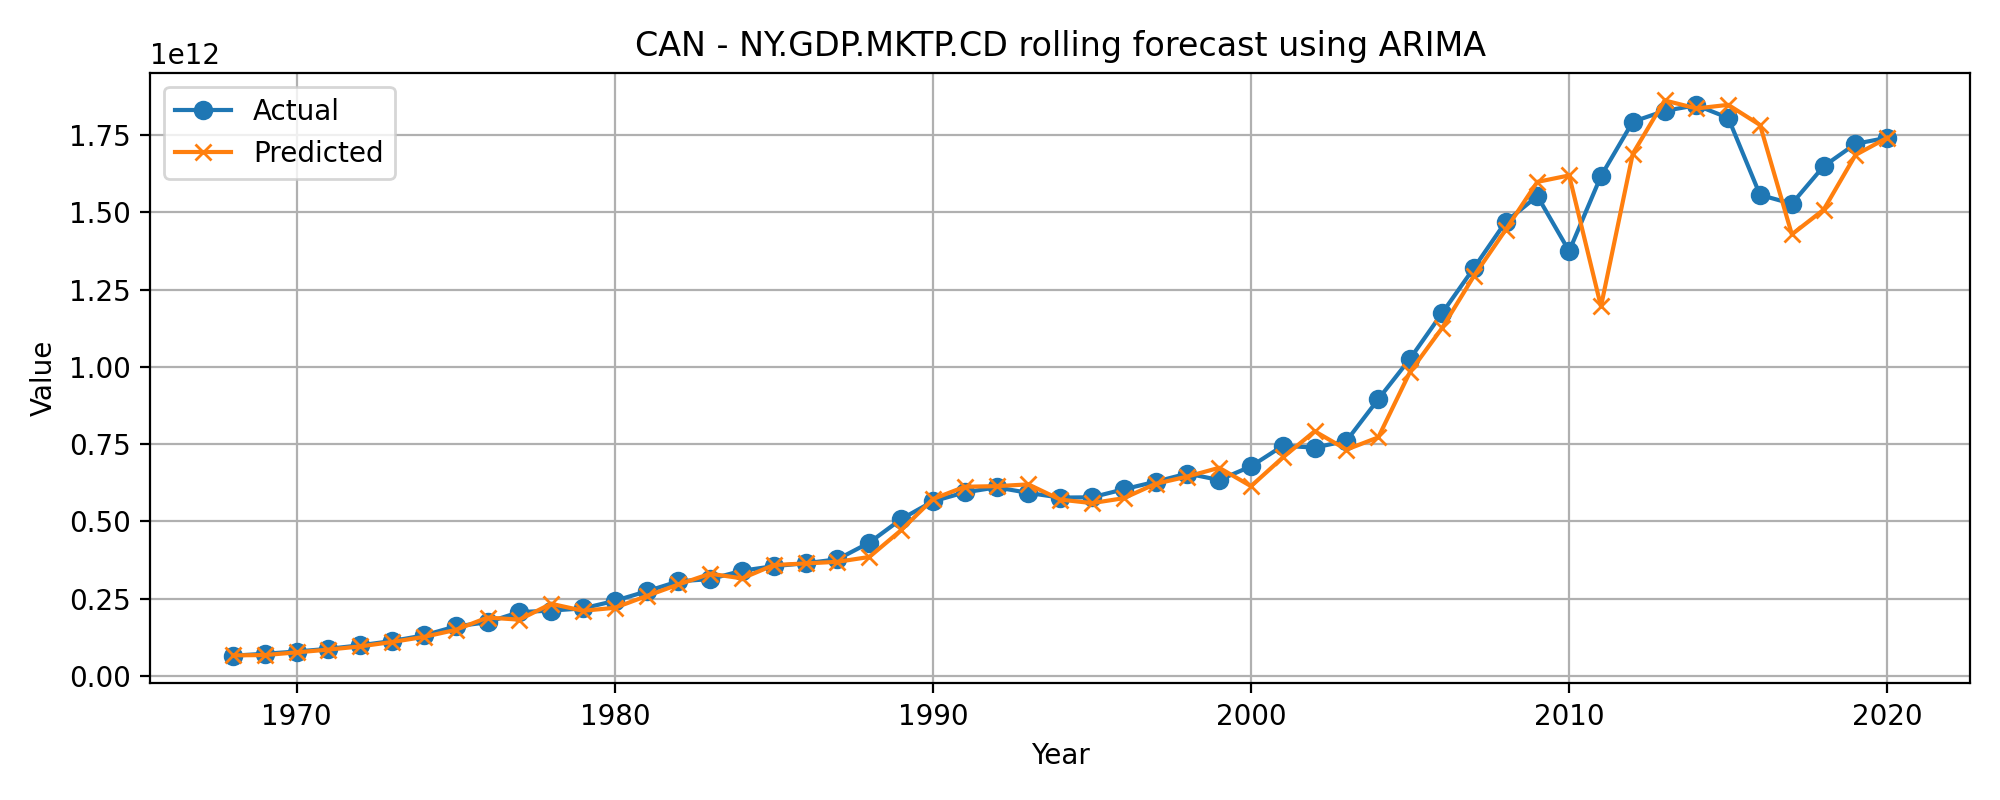 CAN - NY.GDP.MKTP.CD rolling forecast using ARIMA
1e12
Actual
Predicted
1.75
1.50
1.25
1.00
0.75
0.50
0.25
0.00
Value
1970 1980 1990 2000 2010 2020
Year